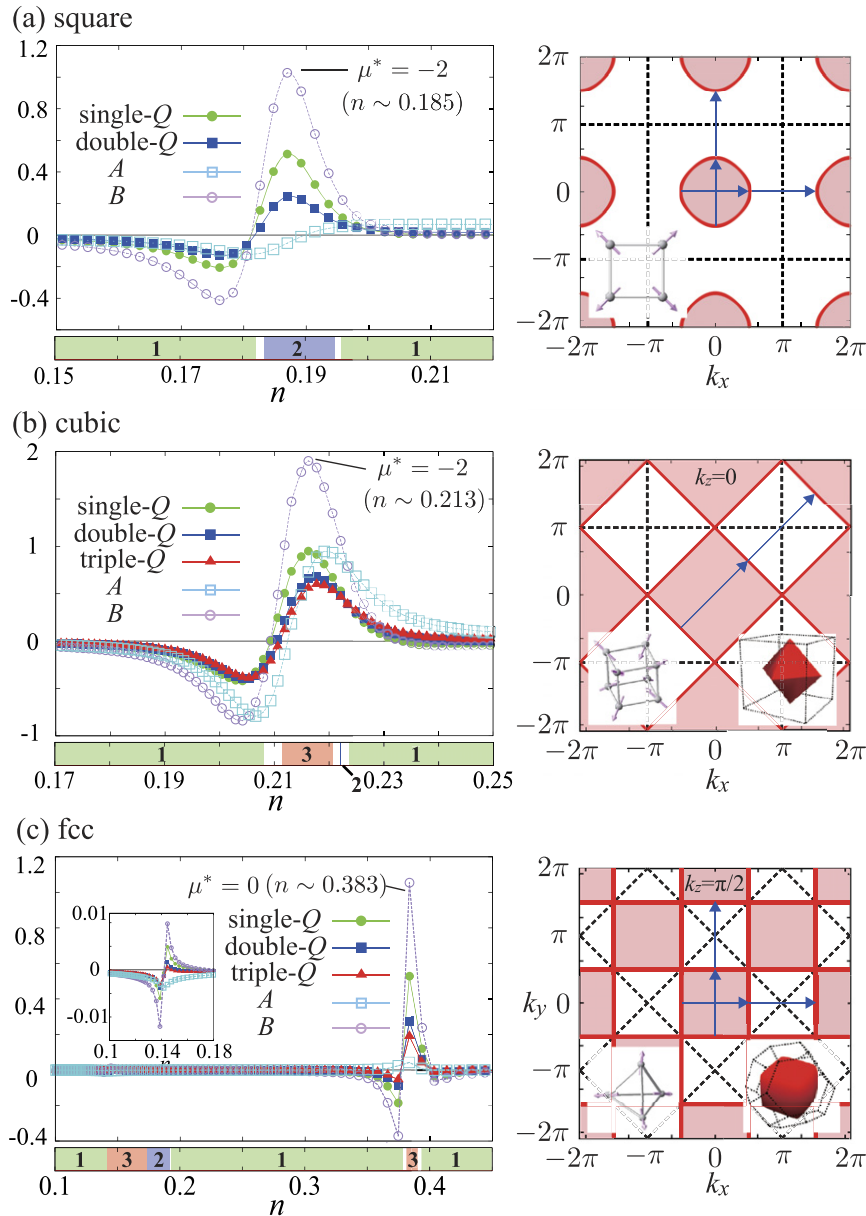 (a) square
1.2
0.8
0.4
0
-0.4
single-Q
double-Q
A
B
μ* = −2
(n ∼ 0.185)
1 2 1
0.15 0.17 0.19 0.21
n
2π
π
0
−π
−2π
−2π −π 0 π 2π
kx
(b) cubic
2
1
0
-1
single-Q
double-Q
triple-Q
A
B
μ* = −2
(n ∼ 0.213)
1 3 1
2
0.17 0.19 0.21 0.23 0.25
n
kz=0
2π
π
0
−π
−2π
−2π −π 0 π 2π
kx
(c) fcc
1.2
0.8
0.4
0
-0.4
μ* = 0 (n ∼ 0.383)
single-Q
double-Q
triple-Q
A
B
0.01
0
-0.01
0.1 0.14 0.18
1 3 2 1 3 1
0.1 0.2 0.3 0.4
n
kz=π/2
2π
π
ky 0
−π
−2π
−2π −π 0 π 2π
kx